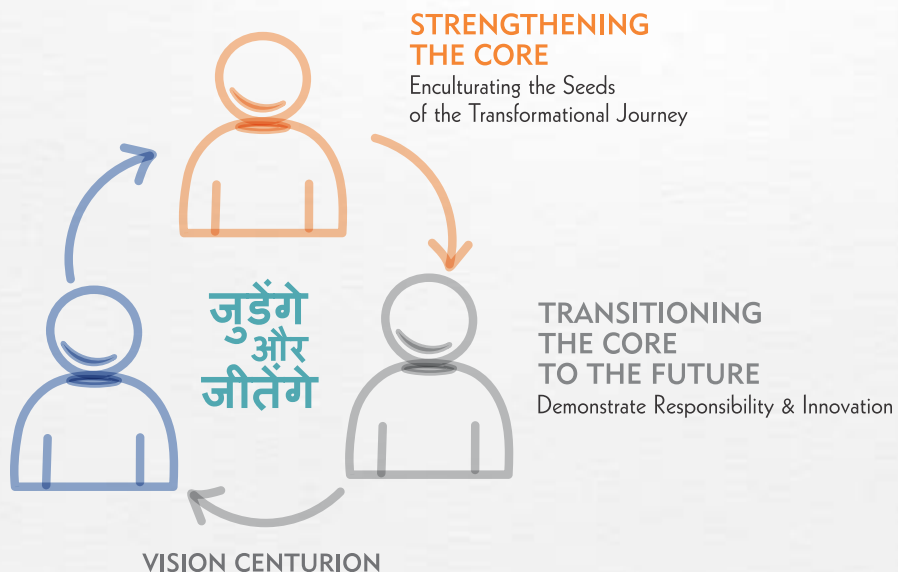 STRENGTHENING
THE CORE
Enculturating the Seeds
of the Transformational Journey
जुडेंगे
और
जीतेंगे
TRANSITIONING
THE CORE
TO THE FUTURE
Demonstrate Responsibility & Innovation
VISION CENTURION